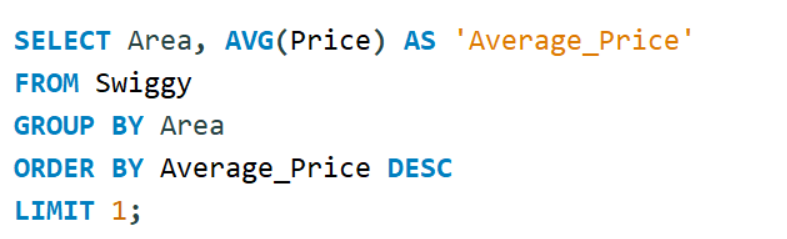 SELECT Area, AVG(Price) AS 'Average_Price'
FROM Swiggy
GROUP BY Area
ORDER BY Average_Price DESC
LIMIT 1;